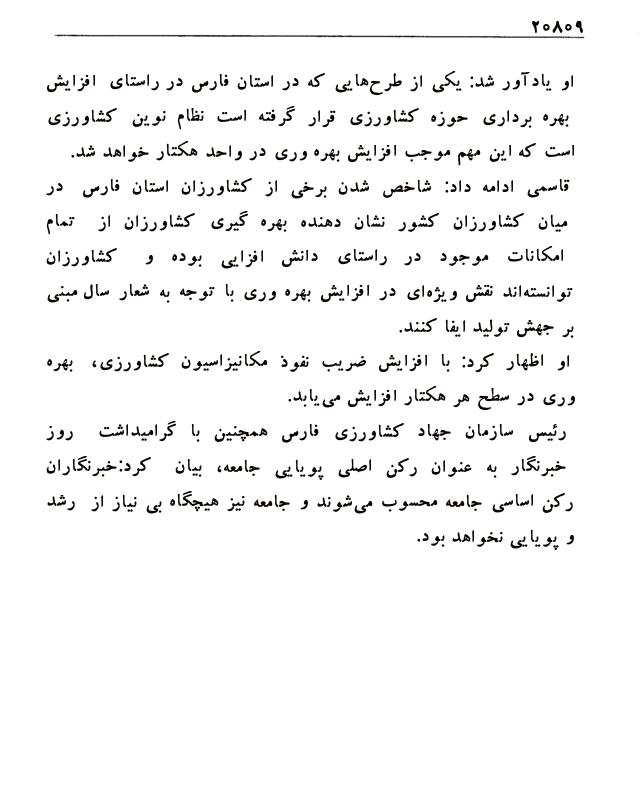 ۲۰۸۰۹
او یادآور شد: یکی از طرح‌هایی که در استان فارس در راستای افزایش
بهره برداری حوزه کشاورزی قرار گرفته است نظام نوین کشاورزی
است که این مهم موجب افزایش بهره وری در واحد هکتار خواهد شد.
قاسمی ادامه داد: شاخص شدن برخی از کشاورزان استان فارس در
میان کشاورزان کشور نشان دهنده بهره گیری کشاورزان از تمام
امکانات موجود در راستای دانش افزایی بوده و کشاورزان
توانسته‌اند نقش ویژه‌ای در افزایش بهره وری با توجه به شعار سال مبنی
بر جهش تولید ایفا کنند.
او اظهار کرد: با افزایش ضریب نفوذ مکانیزاسیون کشاورزی، بهره
وری در سطح هر هکتار افزایش می‌یابد.
رئیس سازمان جهاد کشاورزی فارس همچنین با گرامیداشت روز
خبرنگار به عنوان رکن اصلی پویایی جامعه، بیان کرد:خبرنگاران
رکن اساسی جامعه محسوب می‌شوند و جامعه نیز هیچگاه بی نیاز از رشد
و پویایی نخواهد بود.